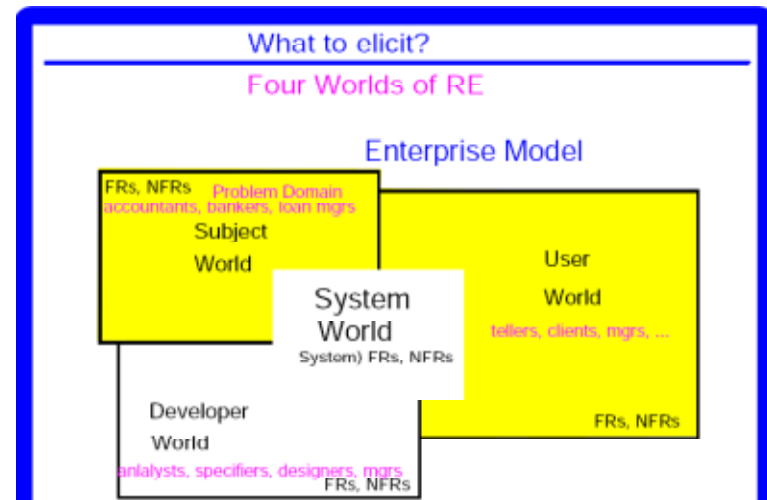 What to elicit?
Four Worlds of RE
Enterprise Model
FRs, NFRs Problem Domain
accountants, bankers, loan mgrs
Subject
World
User
World
tellers, clients, mgrs, ...
FRs, NFRs
System
World
System) FRs, NFRs
Developer
World
anlalysts, specifiers, designers, mgrs
FRs, NFRs